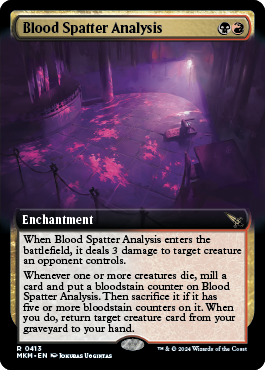 Blood Spatter Analysis
Enchantment
When Blood Spatter Analysis enters the
battlefield, it deals 3 damage to target creature
an opponent controls.
Whenever one or more creatures die, mill
a card and put a bloodstain counter on Blood
Spatter Analysis. Then sacrifice it if it has
five or more bloodstain counters on it. When
you do, return target creature card from your
graveyard to your hand.
R 0413
MKM • EN JOKUBAS UOGINTAS
™ & © 2024 Wizards of the Coast